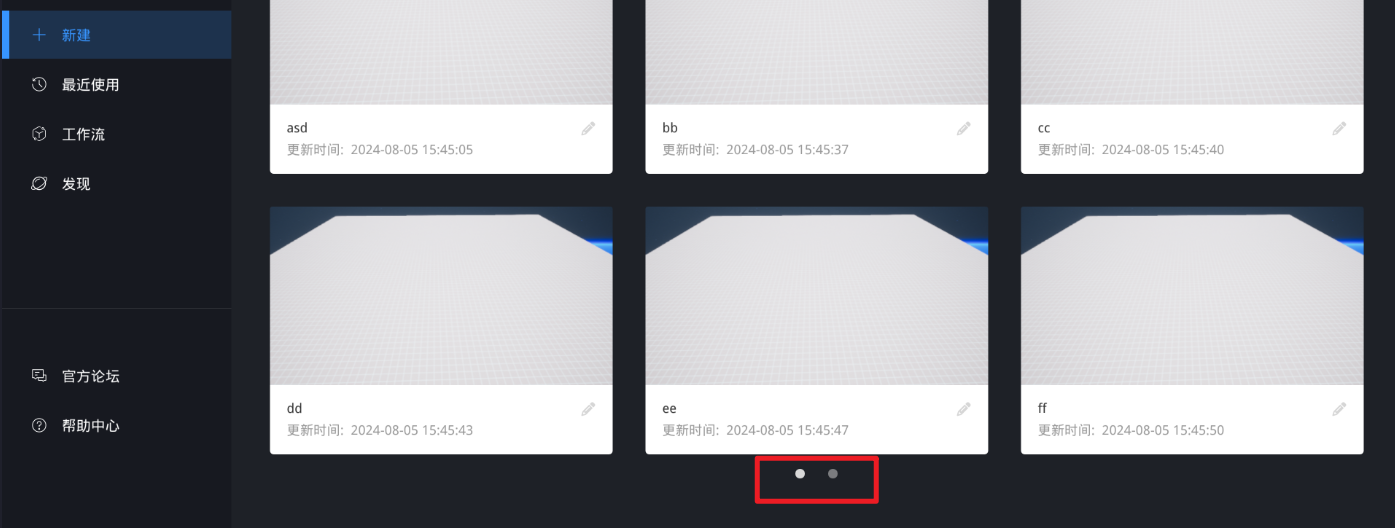 新建
最近使用
工作流
发现
官方论坛
帮助中心
asd
更新时间: 2024-08-05 15:45:05
bb
更新时间: 2024-08-05 15:45:37
cc
更新时间: 2024-08-05 15:45:40
dd
更新时间: 2024-08-05 15:45:43
ee
更新时间: 2024-08-05 15:45:47
ff
更新时间: 2024-08-05 15:45:50